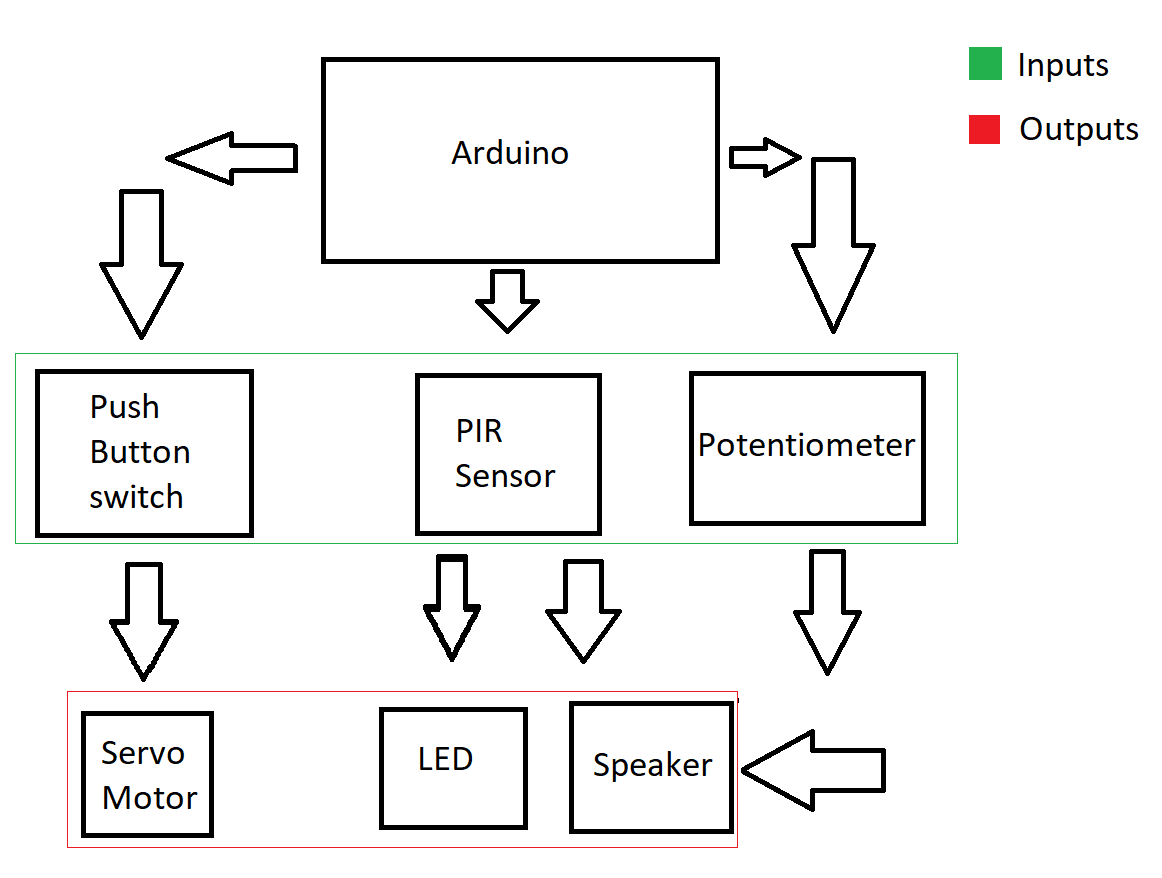 Arduino
Inputs
Outputs
Push
Button
switch
PIR
Sensor
Potentiometer
Servo
Motor
LED
Speaker